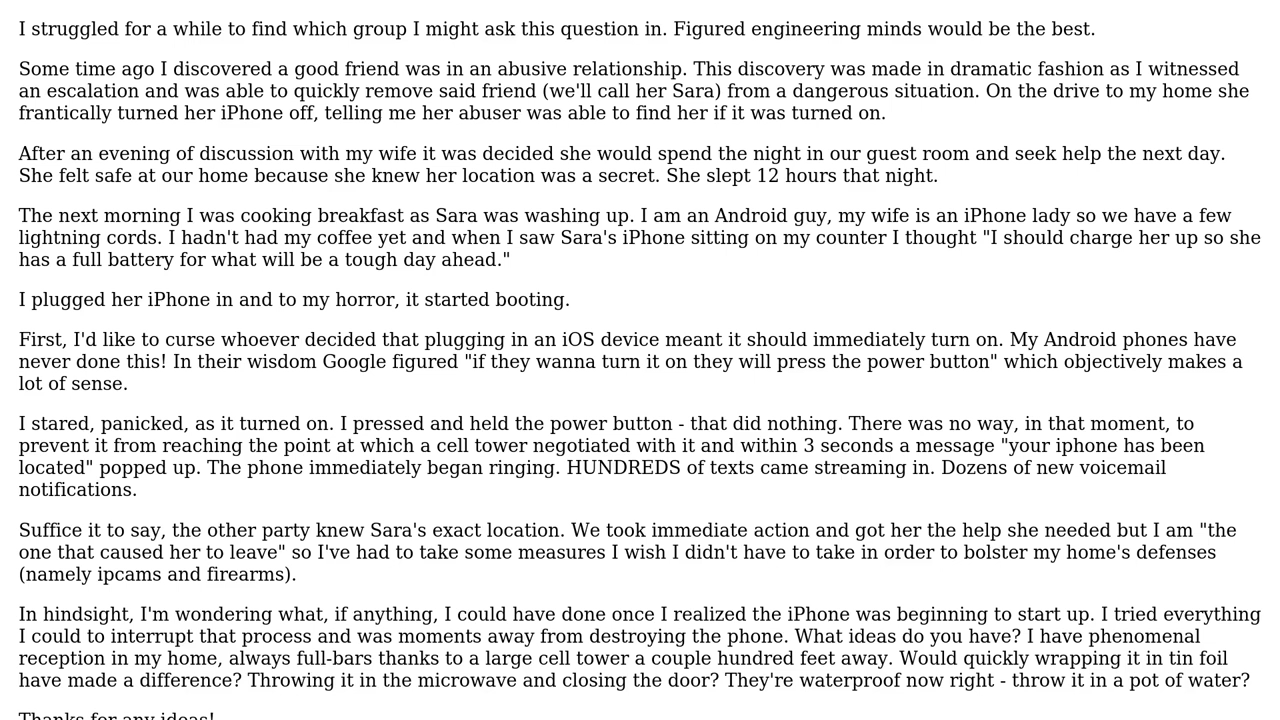 I struggled for a while to find which group I might ask this question in. Figured engineering minds would be the best.
Some time ago I discovered a good friend was in an abusive relationship. This discovery was made in dramatic fashion as I witnessed
an escalation and was able to quickly remove said friend (we'll call her Sara) from a dangerous situation. On the drive to my home she
frantically turned her iPhone off, telling me her abuser was able to find her if it was turned on.
After an evening of discussion with my wife it was decided she would spend the night in our guest room and seek help the next day.
She felt safe at our home because she knew her location was a secret. She slept 12 hours that night.
The next morning I was cooking breakfast as Sara was washing up. I am an Android guy, my wife is an iPhone lady so we have a few
lightning cords. I hadn't had my coffee yet and when I saw Sara's iPhone sitting on my counter I thought "I should charge her up so she
has a full battery for what will be a tough day ahead."
I plugged her iPhone in and to my horror, it started booting.
First, I'd like to curse whoever decided that plugging in an iOS device meant it should immediately turn on. My Android phones have
never done this! In their wisdom Google figured "if they wanna turn it on they will press the power button" which objectively makes a
lot of sense.
I stared, panicked, as it turned on. I pressed and held the power button - that did nothing. There was no way, in that moment, to
prevent it from reaching the point at which a cell tower negotiated with it and within 3 seconds a message "your iphone has been
located" popped up. The phone immediately began ringing. HUNDREDS of texts came streaming in. Dozens of new voicemail
notifications.
Suffice it to say, the other party knew Sara's exact location. We took immediate action and got her the help she needed but I am "the
one that caused her to leave" so I've had to take some measures I wish I didn't have to take in order to bolster my home's defenses
(namely ipcams and firearms).
In hindsight, I'm wondering what, if anything, I could have done once I realized the iPhone was beginning to start up. I tried everything
I could to interrupt that process and was moments away from destroying the phone. What ideas do you have? I have phenomenal
reception in my home, always full-bars thanks to a large cell tower a couple hundred feet away. Would quickly wrapping it in tin foil
have made a difference? Throwing it in the microwave and closing the door? They're waterproof now right - throw it in a pot of water?
Thanks for any ideas!